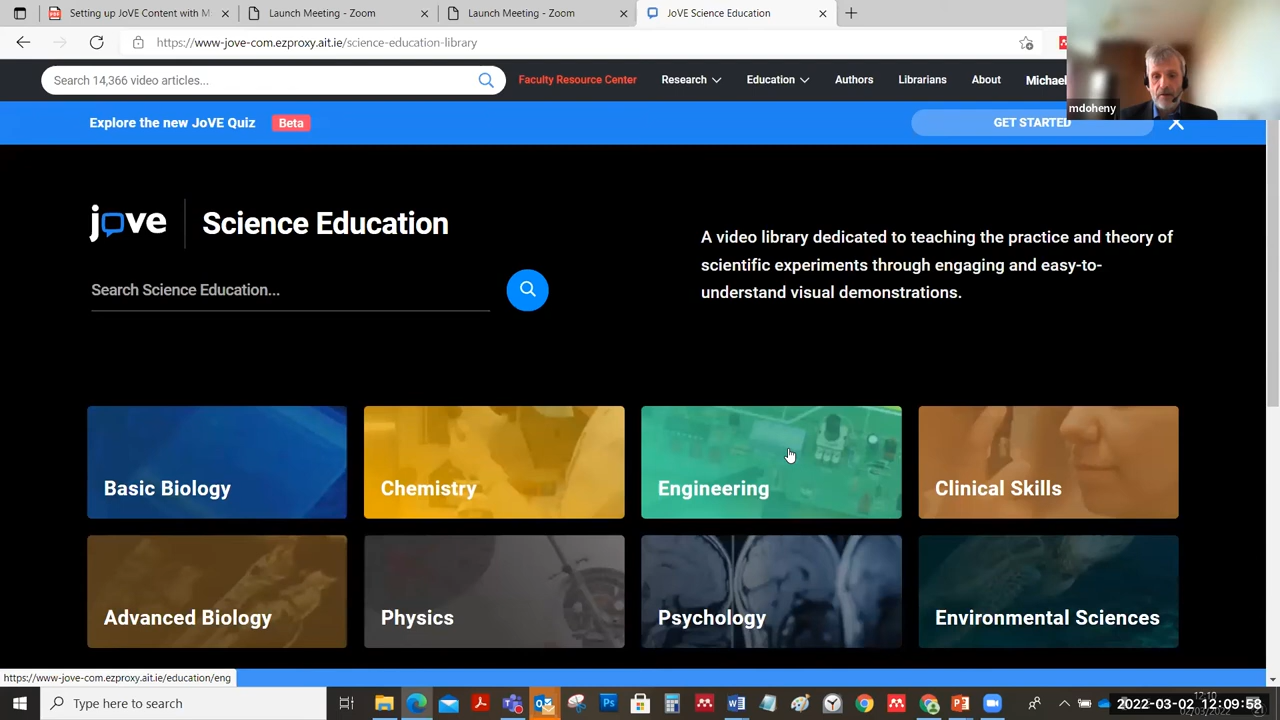 Setting up JoVE Content with M
Launch Meeting - Zoom
Launch Meeting - Zoom
JoVE Science Education
https://www-jove-com.ezproxy.ait.ie/science-education-library
Search 14,366 video articles...
Faculty Resource Center
Research
Education
Authors
Librarians
About
Michael
mdoheny
Explore the new JoVE Quiz
Beta
GET STARTED
jove
Science Education
A video library dedicated to teaching the practice and theory of
scientific experiments through engaging and easy-to-
understand visual demonstrations.
Search Science Education...
Basic Biology
Chemistry
Engineering
Clinical Skills
Advanced Biology
Physics
Psychology
Environmental Sciences
https://www-jove-com.ezproxy.ait.ie/education/eng
Type here to search
12:10
02/03/2022
2022-03-02 12:09:58